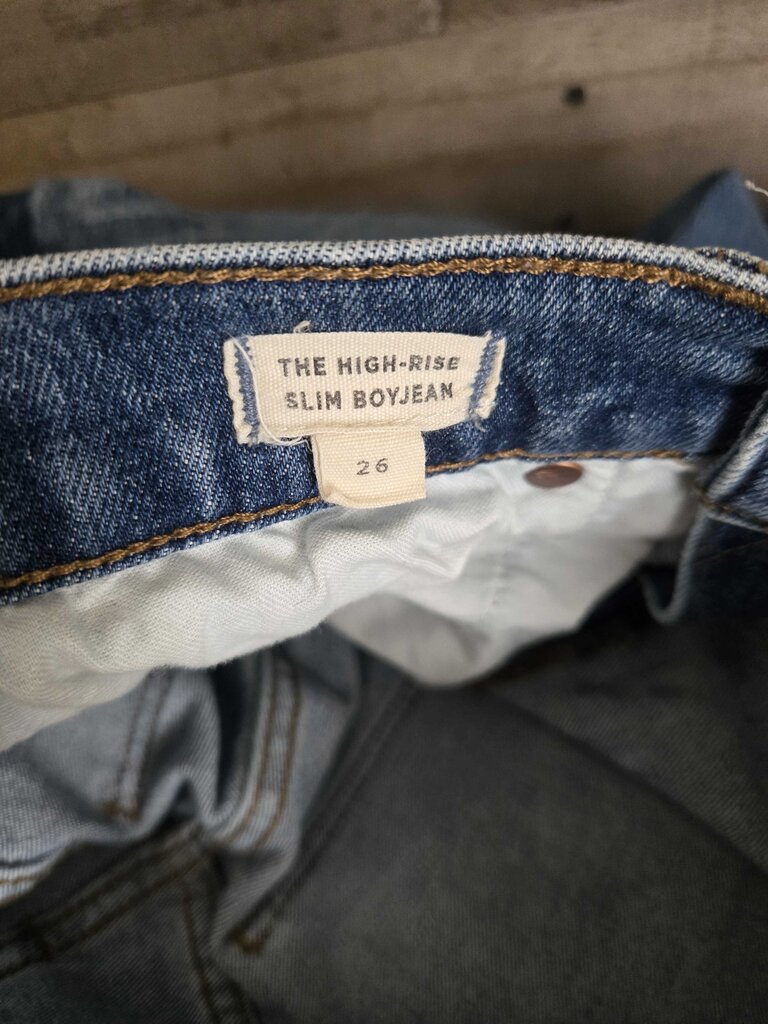 THE HIGH-RISE
SLIM BOYJEAN
26